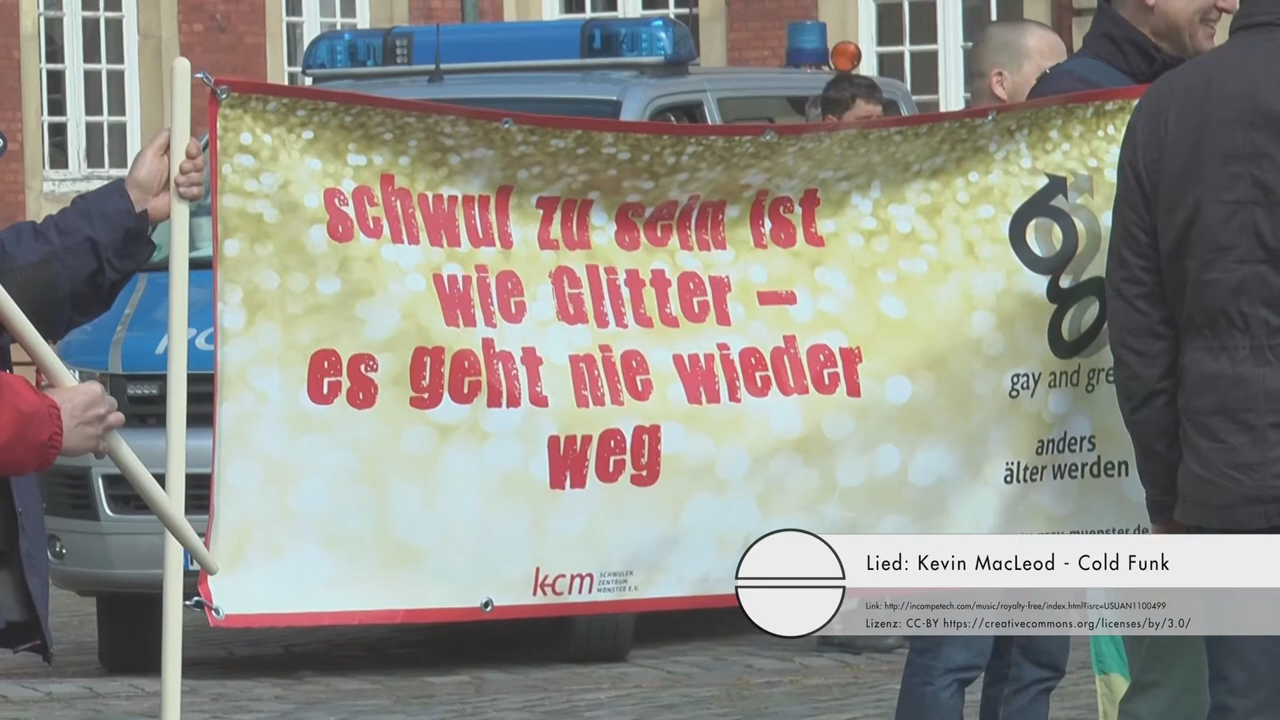 schwul zu sein ist
wie Glitter –
es geht nie wieder
weg
gay and
anders
älter werden
kcm SCHWULEN
ZENTRUM
MÜNSTER E.V.
Lied: Kevin MacLeod - Cold Funk
Link: http://incompetech.com/music/royalty-free/index.html?isrc=USUAN1100499
Lizenz: CC-BY https://creativecommons.org/licenses/by/3.0/